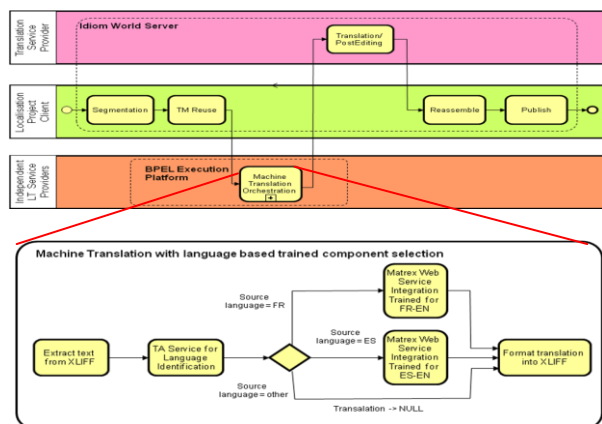 Translation
Service
Provider
Idiom World Server
Translation/
PostEditing
Localisation
Project
Client
Segmentation
TM Reuse
Reassemble
Publish
Independent
LT Service
Providers
BPEL Execution
Platform
Machine
Translation
Orchestration
Machine Translation with language based trained component selection
Extract text
from XLIFF
TA Service for
Language
Identification
Source
language = FR
Source
language = ES
Source
language = other
Matrex Web
Service
Integration
Trained for
FR-EN
Matrex Web
Service
Integration
Trained for
ES-EN
Transalation -> NULL
Format translation
into XLIFF